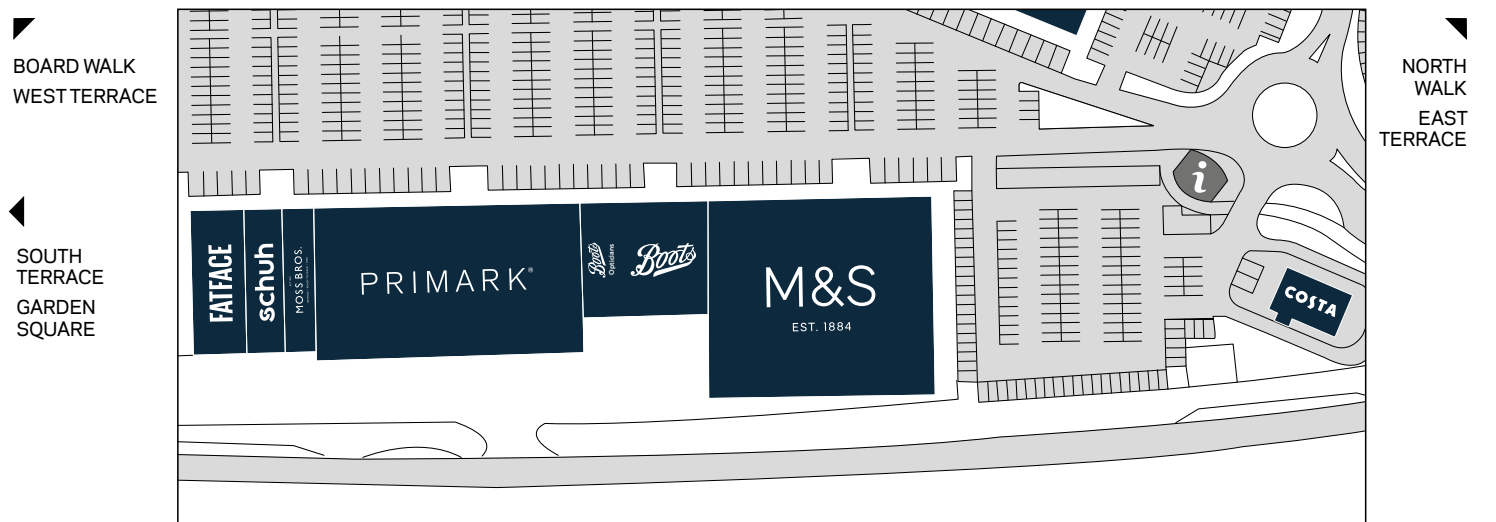 BOARD WALK
WEST TERRACE
SOUTH
TERRACE
GARDEN
SQUARE
FATFACE
schuh
MOSS BROS.
PRIMARK®
Boots
Opticians
Boots
M&S
EST. 1884
i
COSTA
NORTH
WALK
EAST
TERRACE